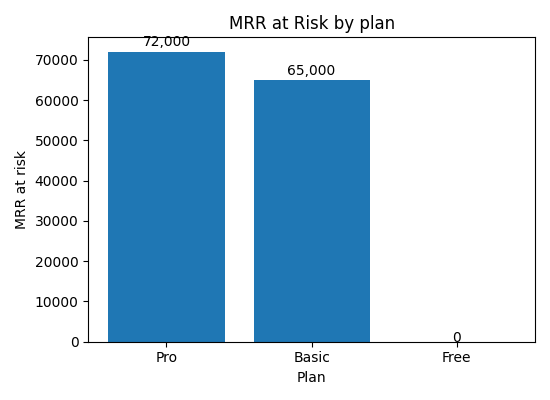 MRR at Risk by plan
72,000
65,000
0
70000
60000
50000
40000
30000
20000
10000
0
MRR at risk
Pro
Basic
Free
Plan